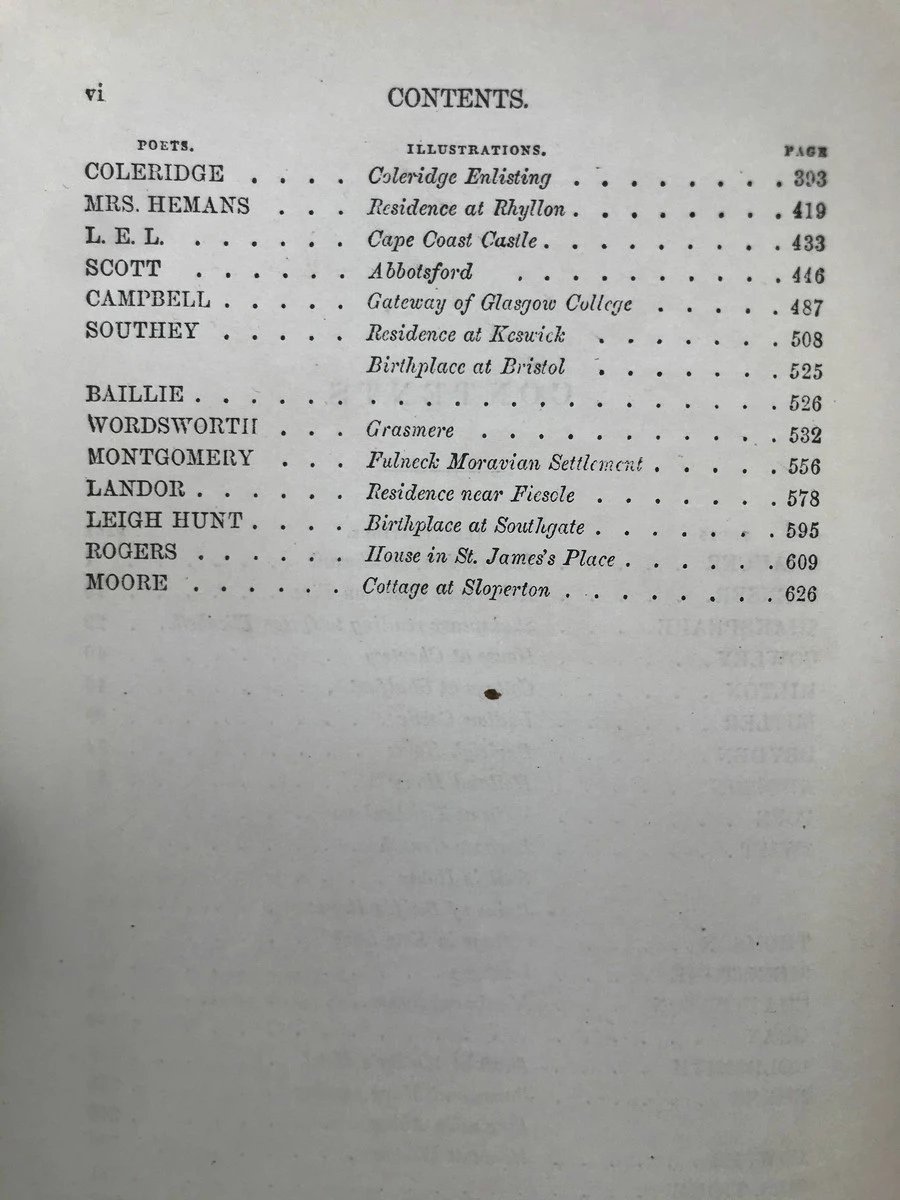 vi CONTENTS.
POETS. ILLUSTRATIONS. PAGE
COLERIDGE . . . . Coleridge Enlisting . . . . . . . . 393
MRS. HEMANS . . . Residence at Rhyllon . . . . . . . . 419
L. E. L. . . . . . . Cape Coast Castle . . . . . . . . . 433
SCOTT . . . . . . Abbotsford . . . . . . . . . . 446
CAMPBELL . . . . . Gateway of Glasgow College . . . . . 487
SOUTHEY . . . . . Residence at Keswick . . . . . . . 508
Birthplace at Bristol . . . . . . . 525
BAILLIE . . . . . . . . . . . . . . . . . . . . 526
WORDSWORTH . . . Grasmere . . . . . . . . . . . 532
MONTGOMERY . . . Fulneck Moravian Settlement . . . . . 556
LANDOR . . . . . . Residence near Fiesole . . . . . . . 578
LEIGH HUNT . . . . Birthplace at Southgate . . . . . . . 595
ROGERS . . . . . . House in St. James's Place . . . . . . 609
MOORE . . . . . . Cottage at Sloperton . . . . . . . . 626